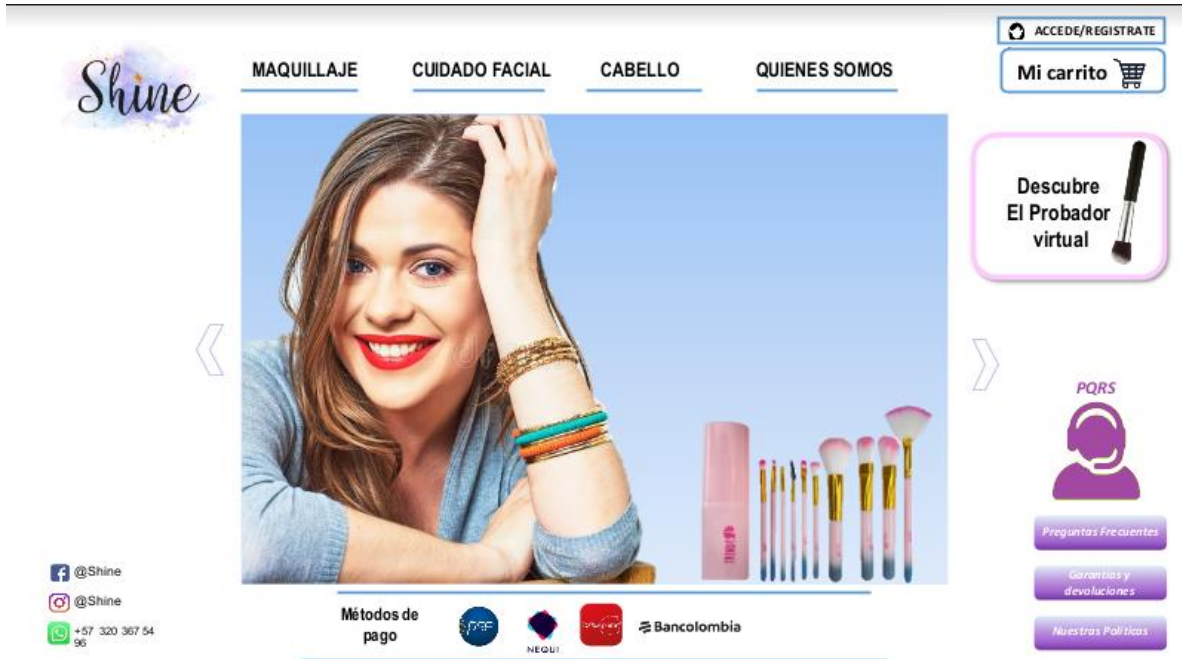 ACCEDE/REGISTRATE
Shine
MAQUILLAJE
CUIDADO FACIAL
CABELLO
QUIENES SOMOS
Mi carrito
Descubre
El Probador
virtual
PQRS
Preguntas Frecuentes
Garantias y
devoluciones
Nuestras Politicas
@Shine
@Shine
+57 320 367 54
96
Métodos de
pago
pse
NEQUI
Bancolombia